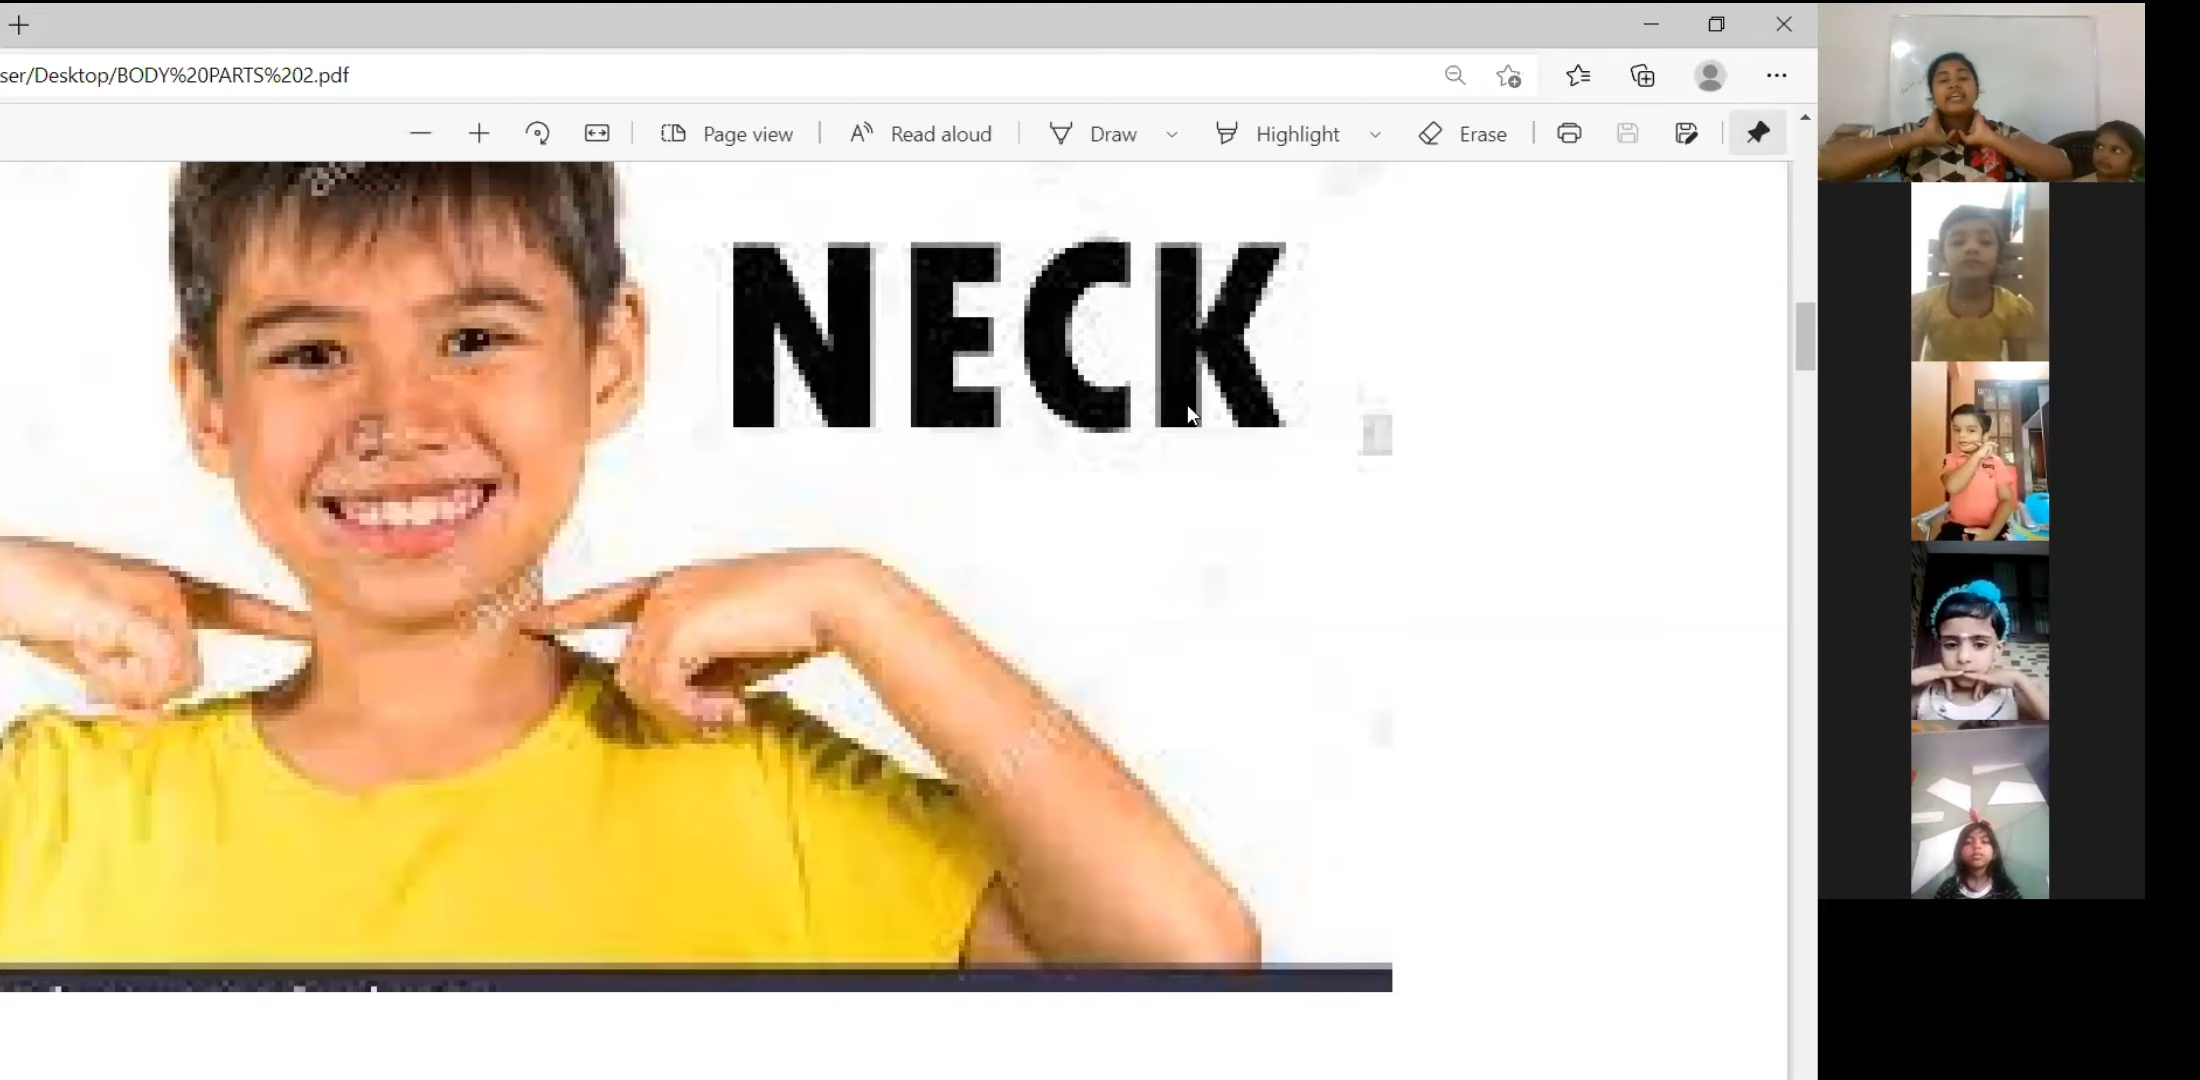 ser/Desktop/BODY%20PARTS%202.pdf
Page view
Read aloud
Draw
Highlight
Erase
NECK